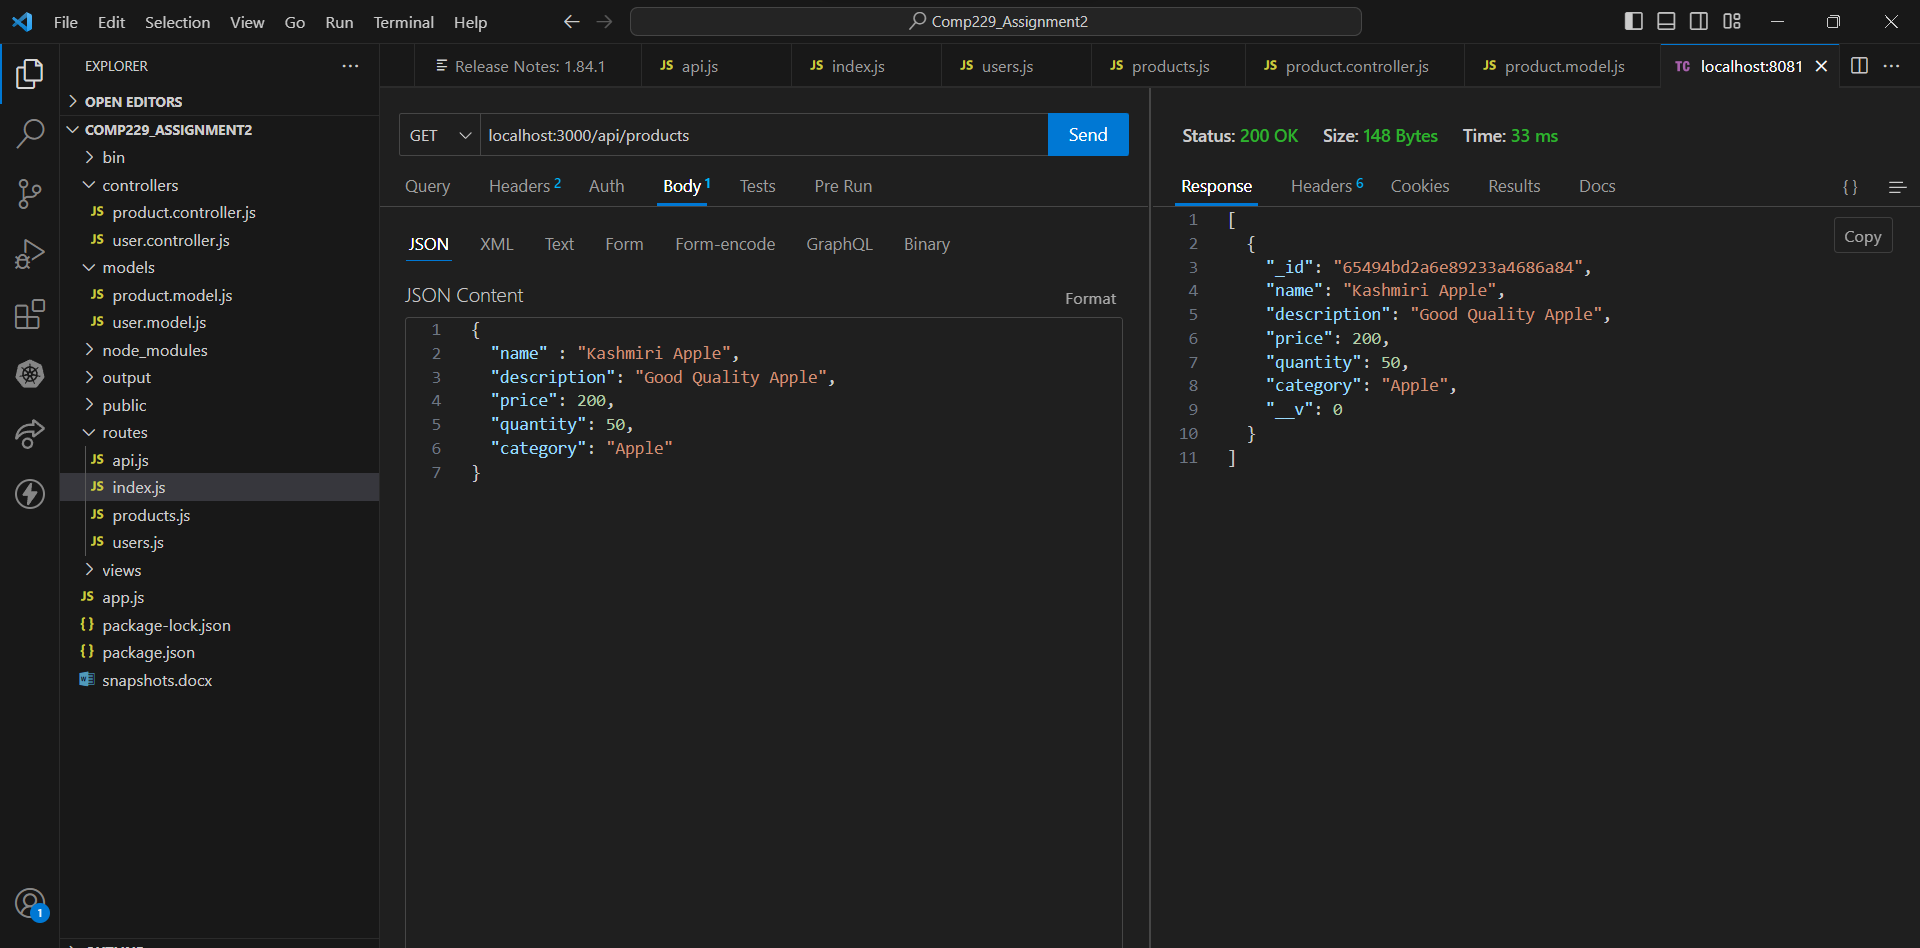 File Edit Selection View Go Run Terminal Help
Comp229_Assignment2
EXPLORER
OPEN EDITORS
COMP229_ASSIGNMENT2
bin
controllers
JS product.controller.js
JS user.controller.js
models
JS product.model.js
JS user.model.js
node_modules
output
public
routes
JS api.js
JS index.js
JS products.js
JS users.js
views
JS app.js
{} package-lock.json
{} package.json
snapshots.docx
1
Release Notes: 1.84.1
JS api.js
JS index.js
JS users.js
JS products.js
JS product.controller.js
JS product.model.js
TC localhost:8081
GET localhost:3000/api/products Send
Query Headers 2 Auth Body 1 Tests Pre Run
JSON XML Text Form Form-encode GraphQL Binary
JSON Content
Format
1 {
2 "name" : "Kashmiri Apple",
3 "description": "Good Quality Apple",
4 "price": 200,
5 "quantity": 50,
6 "category": "Apple"
7 }
Status: 200 OK Size: 148 Bytes Time: 33 ms
Response Headers 6 Cookies Results Docs {}
Copy
1 [
2 {
3 "_id": "65494bd2a6e89233a4686a84",
4 "name": "Kashmiri Apple",
5 "description": "Good Quality Apple",
6 "price": 200,
7 "quantity": 50,
8 "category": "Apple",
9 "__v": 0
10 }
11 ]